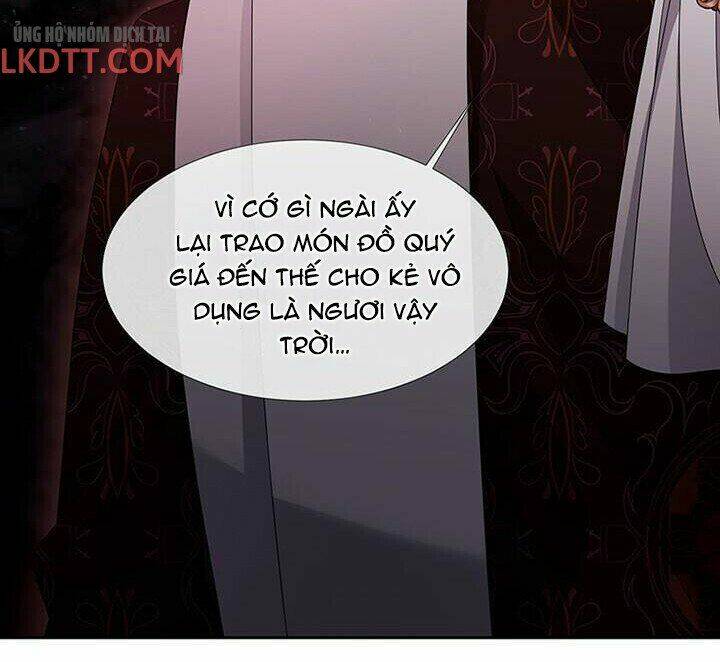 ỦNG HỘ NHÓM DỊCH TẠI
LKDTT.COM
VÌ CỚ GÌ NGÀI ẤY
LẠI TRAO MÓN ĐỒ QUÝ
GIÁ ĐẾN THẾ CHO KẺ VÔ
DỤNG LÀ NGƯƠI VẬY
TRỜI...